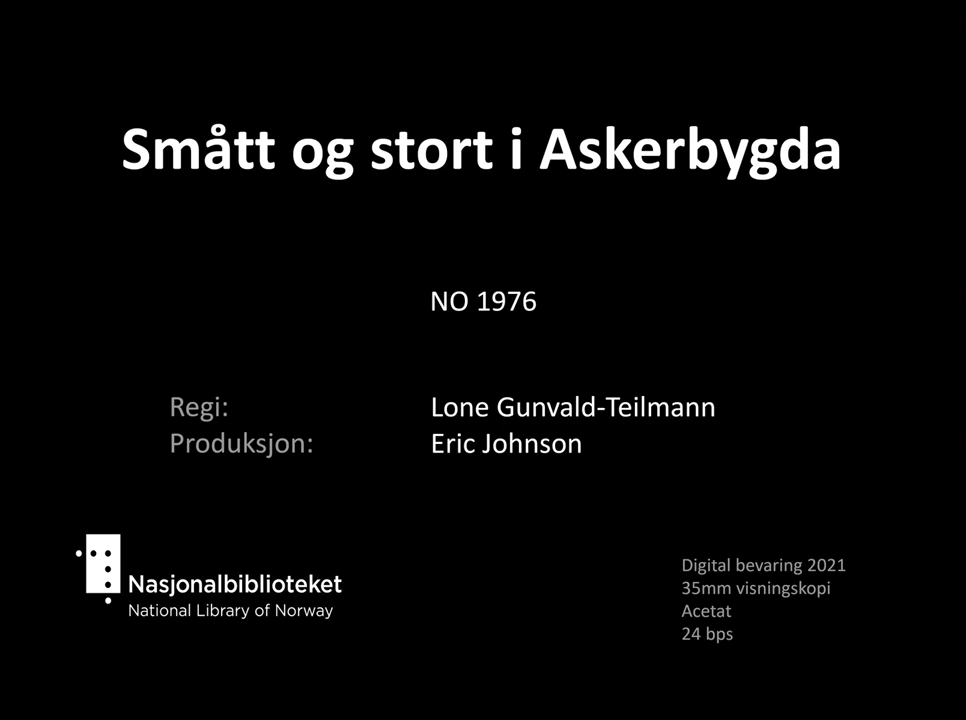 Smått og stort i Askerbygda
NO 1976
Regi: Lone Gunvald-Teilmann
Produksjon: Eric Johnson
Nasjonalbiblioteket
National Library of Norway
Digital bevaring 2021
35mm visningskopi
Acetat
24 bps